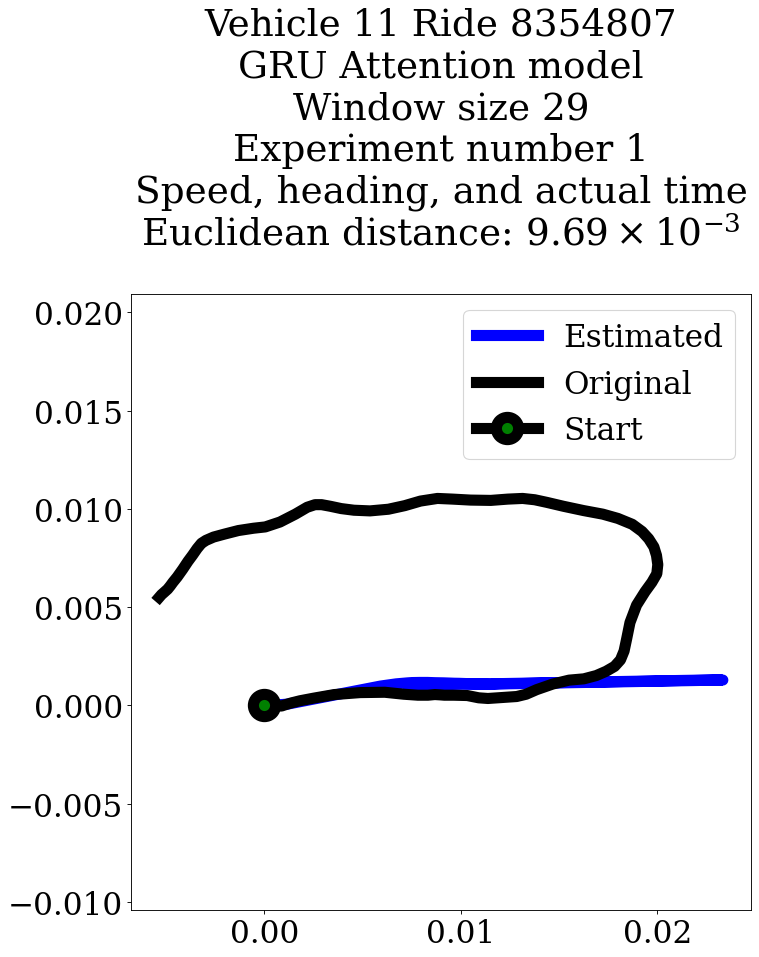 Vehicle 11 Ride 8354807
GRU Attention model
Window size 29
Experiment number 1
Speed, heading, and actual time
Euclidean distance: 9.69 × 10⁻³
Estimated
Original
Start
0.020
0.015
0.010
0.005
0.000
−0.005
−0.010
0.00 0.01 0.02